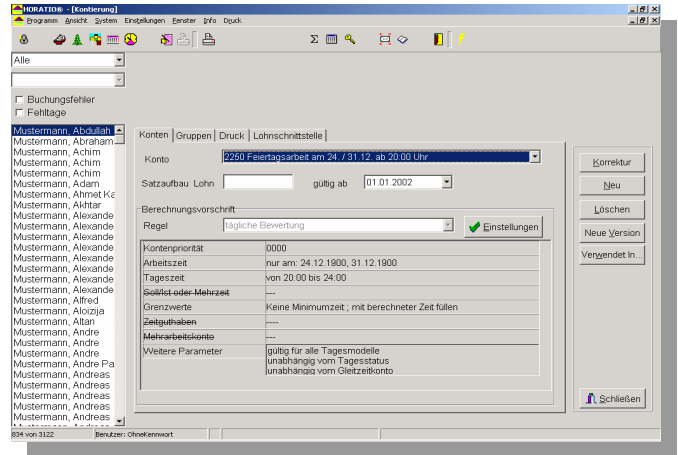 HORATIO® - [Kontierung]
Programm Ansicht System Einstellungen Fenster Info Druck
Alle
Buchungsfehler
Fehltage
Mustermann, Abdullah
Mustermann, Abraham
Mustermann, Achim
Mustermann, Achim
Mustermann, Achim
Mustermann, Adam
Mustermann, Ahmet Ka
Mustermann, Akhtar
Mustermann, Alexande
Mustermann, Alexande
Mustermann, Alexande
Mustermann, Alexande
Mustermann, Alexande
Mustermann, Alexande
Mustermann, Alexande
Mustermann, Alfred
Mustermann, Aloizija
Mustermann, Altan
Mustermann, Andre
Mustermann, Andre
Mustermann, Andre
Mustermann, Andre Pa
Mustermann, Andreas
Mustermann, Andreas
Mustermann, Andreas
Mustermann, Andreas
Mustermann, Andreas
Konten Gruppen Druck Lohnschnittstelle
Konto 2250 Feiertagsarbeit am 24. / 31.12. ab 20:00 Uhr
Satzaufbau Lohn gültig ab 01.01.2002
Berechnungsvorschrift
Regel tägliche Bewertung Einstellungen
Kontenpriorität 0000
Arbeitszeit nur am: 24.12.1900, 31.12.1900
Tageszeit von 20:00 bis 24:00
Soll/Ist oder Mehrzeit ---
Grenzwerte Keine Minimumzeit ; mit berechneter Zeit füllen
Zeitguthaben ----
Mehrarbeitskonto ---
Weitere Parameter gültig für alle Tagesmodelle
unabhängig vom Tagesstatus
unabhängig vom Gleitzeitkonto
Korrektur
Neu
Löschen
Neue Version
Verwendet In...
Schließen
834 von 3122 Benutzer: OhneKennwort